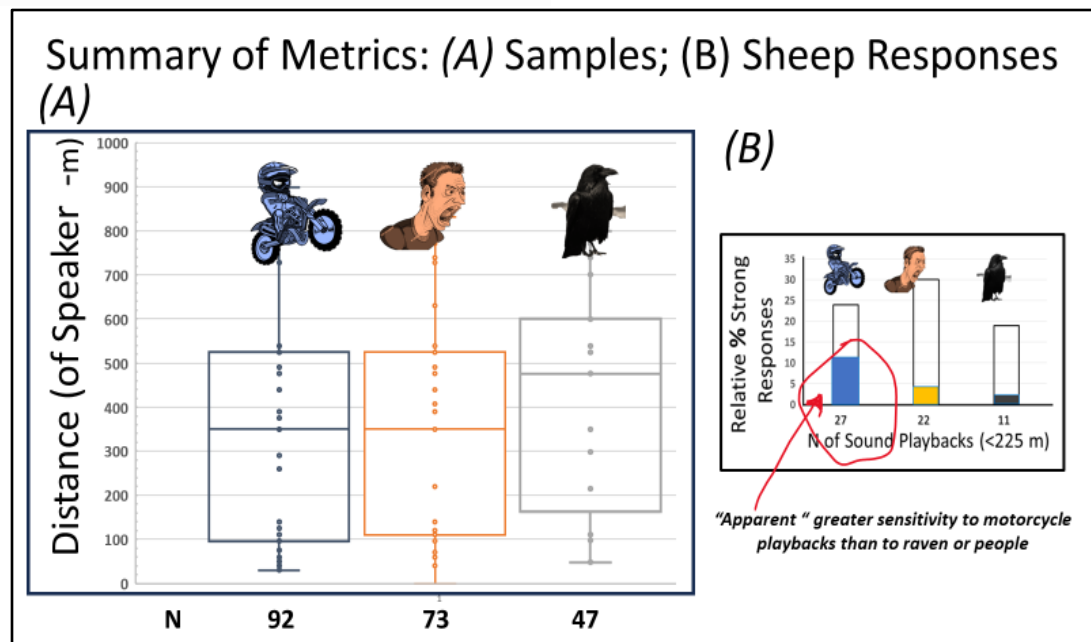 Summary of Metrics: (A) Samples; (B) Sheep Responses
(A)
Distance (of Speaker -m)
1000
900
800
700
600
500
400
300
200
100
0
1
N 92 73 47
(B)
Relative % Strong
Responses
35
30
25
20
15
10
5
0
27 22 11
N of Sound Playbacks (<225 m)
"Apparent " greater sensitivity to motorcycle
playbacks than to raven or people